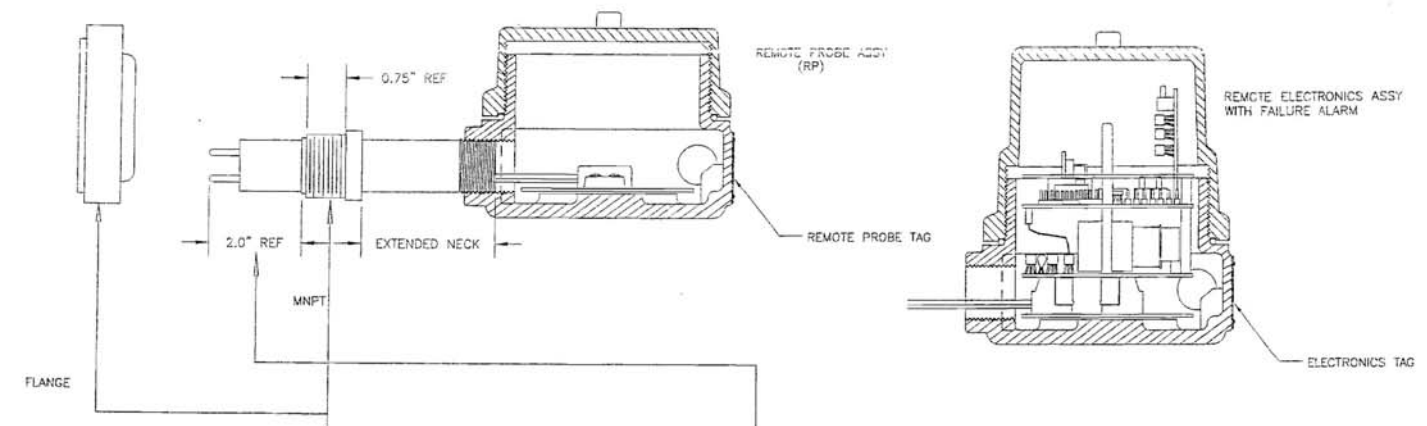 REMOTE PROBE ASSY
(RP)
0.75" REF
REMOTE ELECTRONICS ASSY
WITH FAILURE ALARM
REMOTE PROBE TAG
2.0" REF
EXTENDED NECK
MNPT
ELECTRONICS TAG
FLANGE